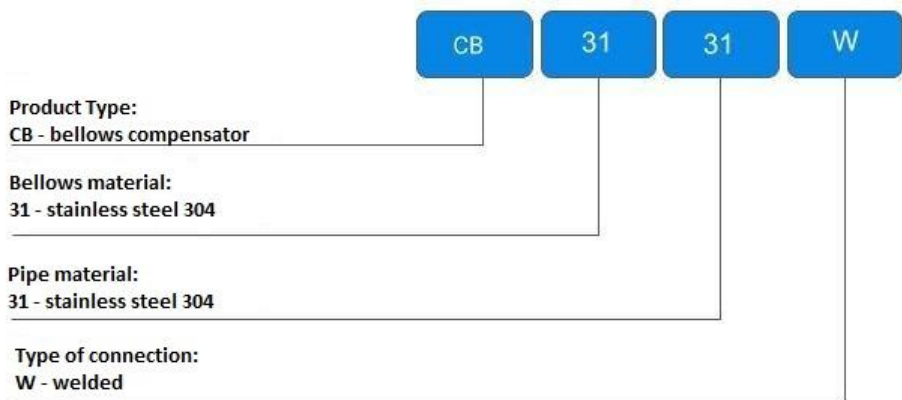 CB 31 31 W
Product Type:
CB - bellows compensator
Bellows material:
31 - stainless steel 304
Pipe material:
31 - stainless steel 304
Type of connection:
W - welded